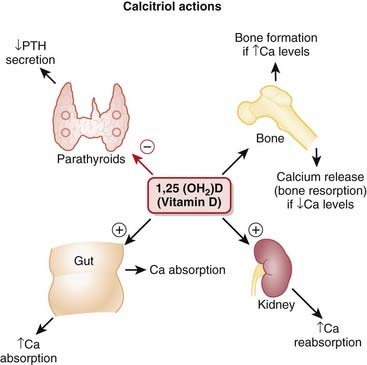 Calcitriol actions
↓PTH
secretion
Parathyroids
−
Bone formation
if ↑Ca levels
Bone
Calcium release
(bone resorption)
if ↓Ca levels
1,25 (OH₂)D
(Vitamin D)
+
Gut
Ca absorption
↑Ca
absorption
+
Kidney
↑Ca
reabsorption